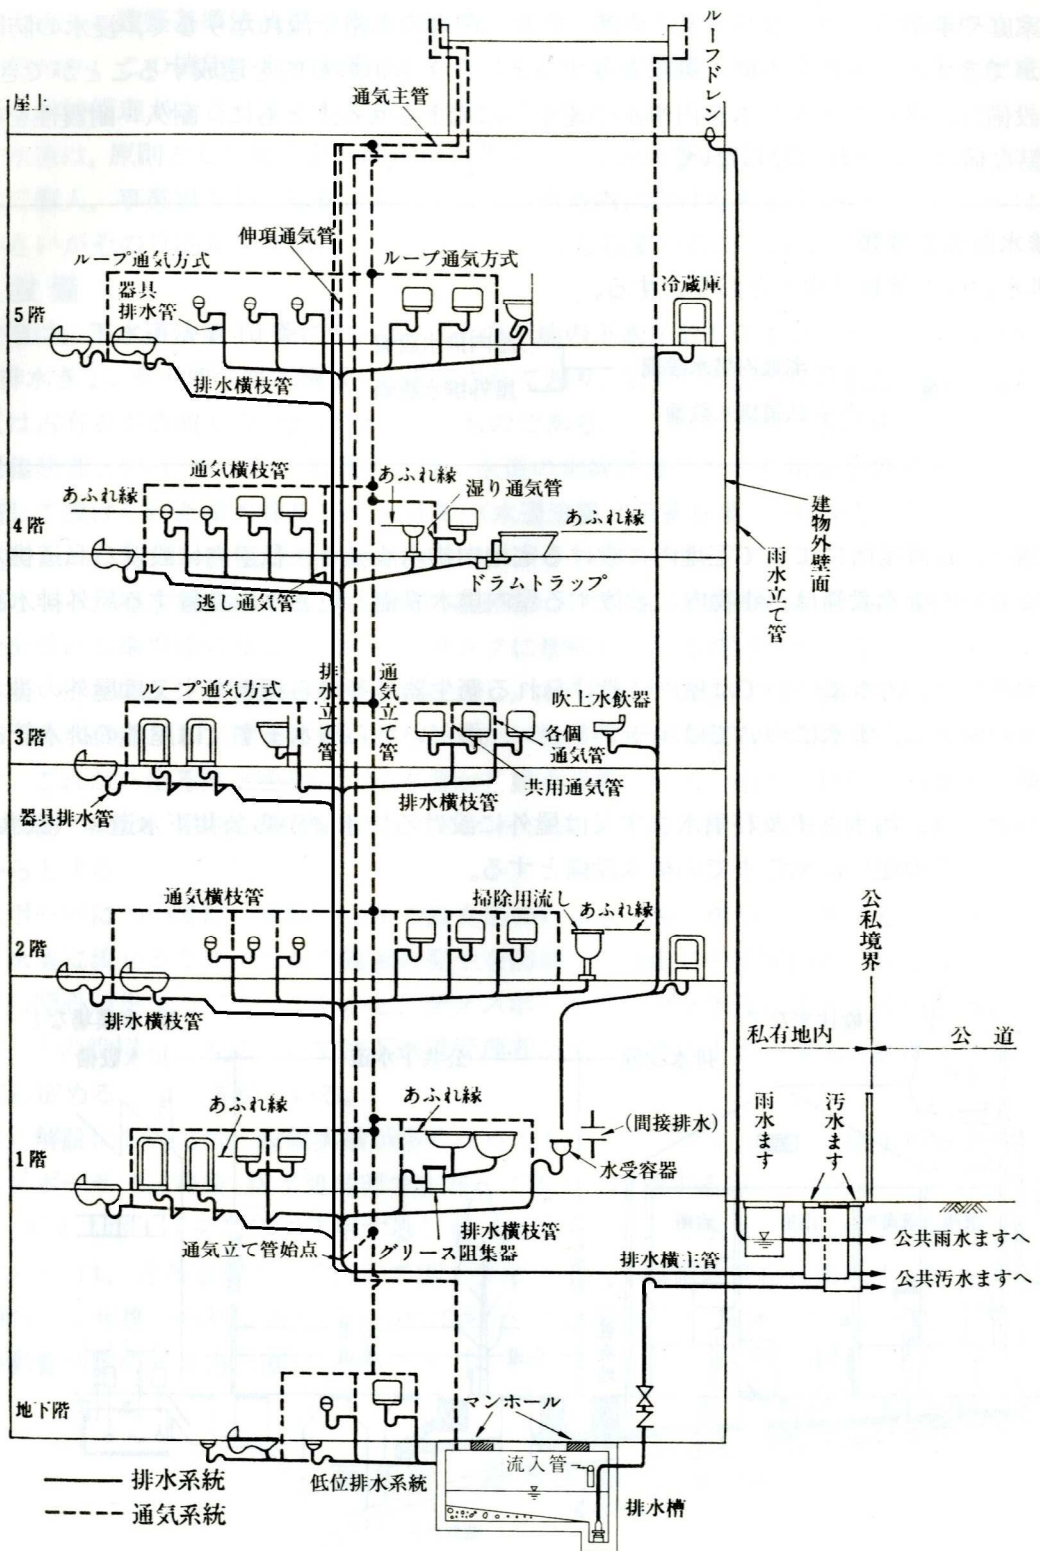 ルーフドレン
屋上
通気主管
伸項通気管
ループ通気方式
ループ通気方式
器具
排水管
冷蔵庫
5階
排水横枝管
通気横枝管
あふれ縁
湿り通気管
あふれ縁
あふれ縁
4階
ドラムトラップ
逃し通気管
建物外壁面
雨水立て管
ループ通気方式
排水立て管
通気立て管
吹上水飲器
3階
各個
通気管
共用通気管
排水横枝管
器具排水管
通気横枝管
掃除用流し
あふれ縁
2階
排水横枝管
公私境界
私有地内
公道
あふれ縁
あふれ縁
(間接排水)
雨水ます
汚水ます
1階
水受容器
排水横枝管
通気立て管始点
グリース阻集器
排水横主管
公共雨水ますへ
公共汚水ますへ
地下階
マンホール
流入管
排水系統
低位排水系統
排水槽
通気系統